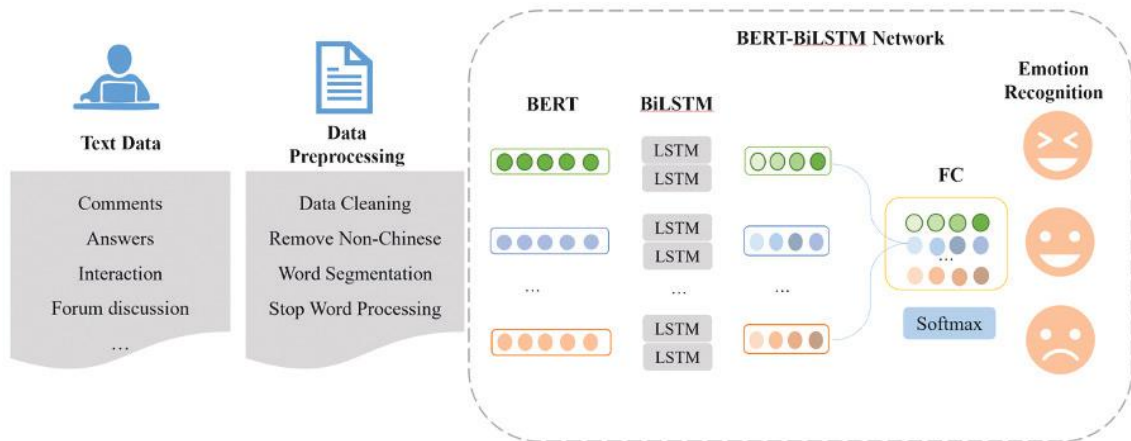 Text Data
Comments
Answers
Interaction
Forum discussion
...
Data
Preprocessing
Data Cleaning
Remove Non-Chinese
Word Segmentation
Stop Word Processing
BERT-BiLSTM Network
BERT
...
BiLSTM
LSTM
LSTM
LSTM
LSTM
...
LSTM
LSTM
...
FC
...
Softmax
Emotion
Recognition